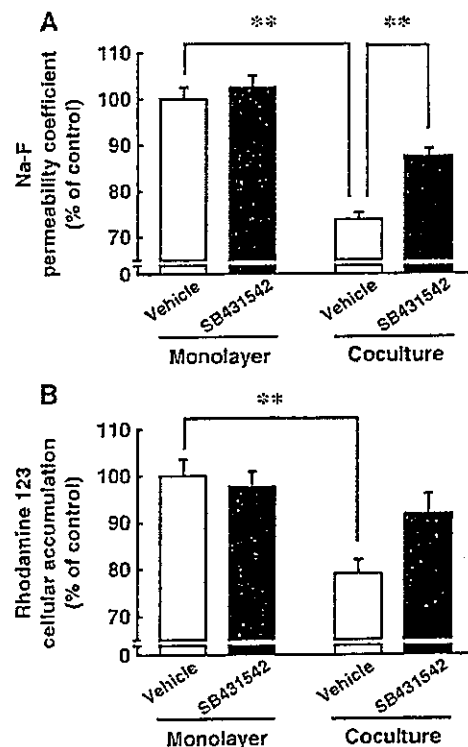 A
Na-F
permeability coefficient
(% of control)
110
100
90
80
70
0
**
**
Vehicle
SB431542
Vehicle
SB431542
Monolayer
Coculture
B
Rhodamine 123
cellular accumulation
(% of control)
110
100
90
80
70
0
**
Vehicle
SB431542
Vehicle
SB431542
Monolayer
Coculture